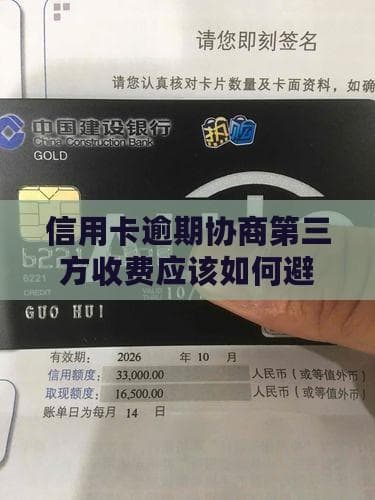 请您即刻签名
请您认真核对卡片数量及卡面资料，如确
中国建设银行
China Construction Bank
GOLD
信用卡逾期协商第三
方收费应该如何避
6221
CREDIT
GUO HUI
有效期： 2026 年 10 月
信用额度： 33,000.00 人民币（或等值外币）
取现额度： 16,500.00 人民币（或等值外币）
账单日为每月 14 日